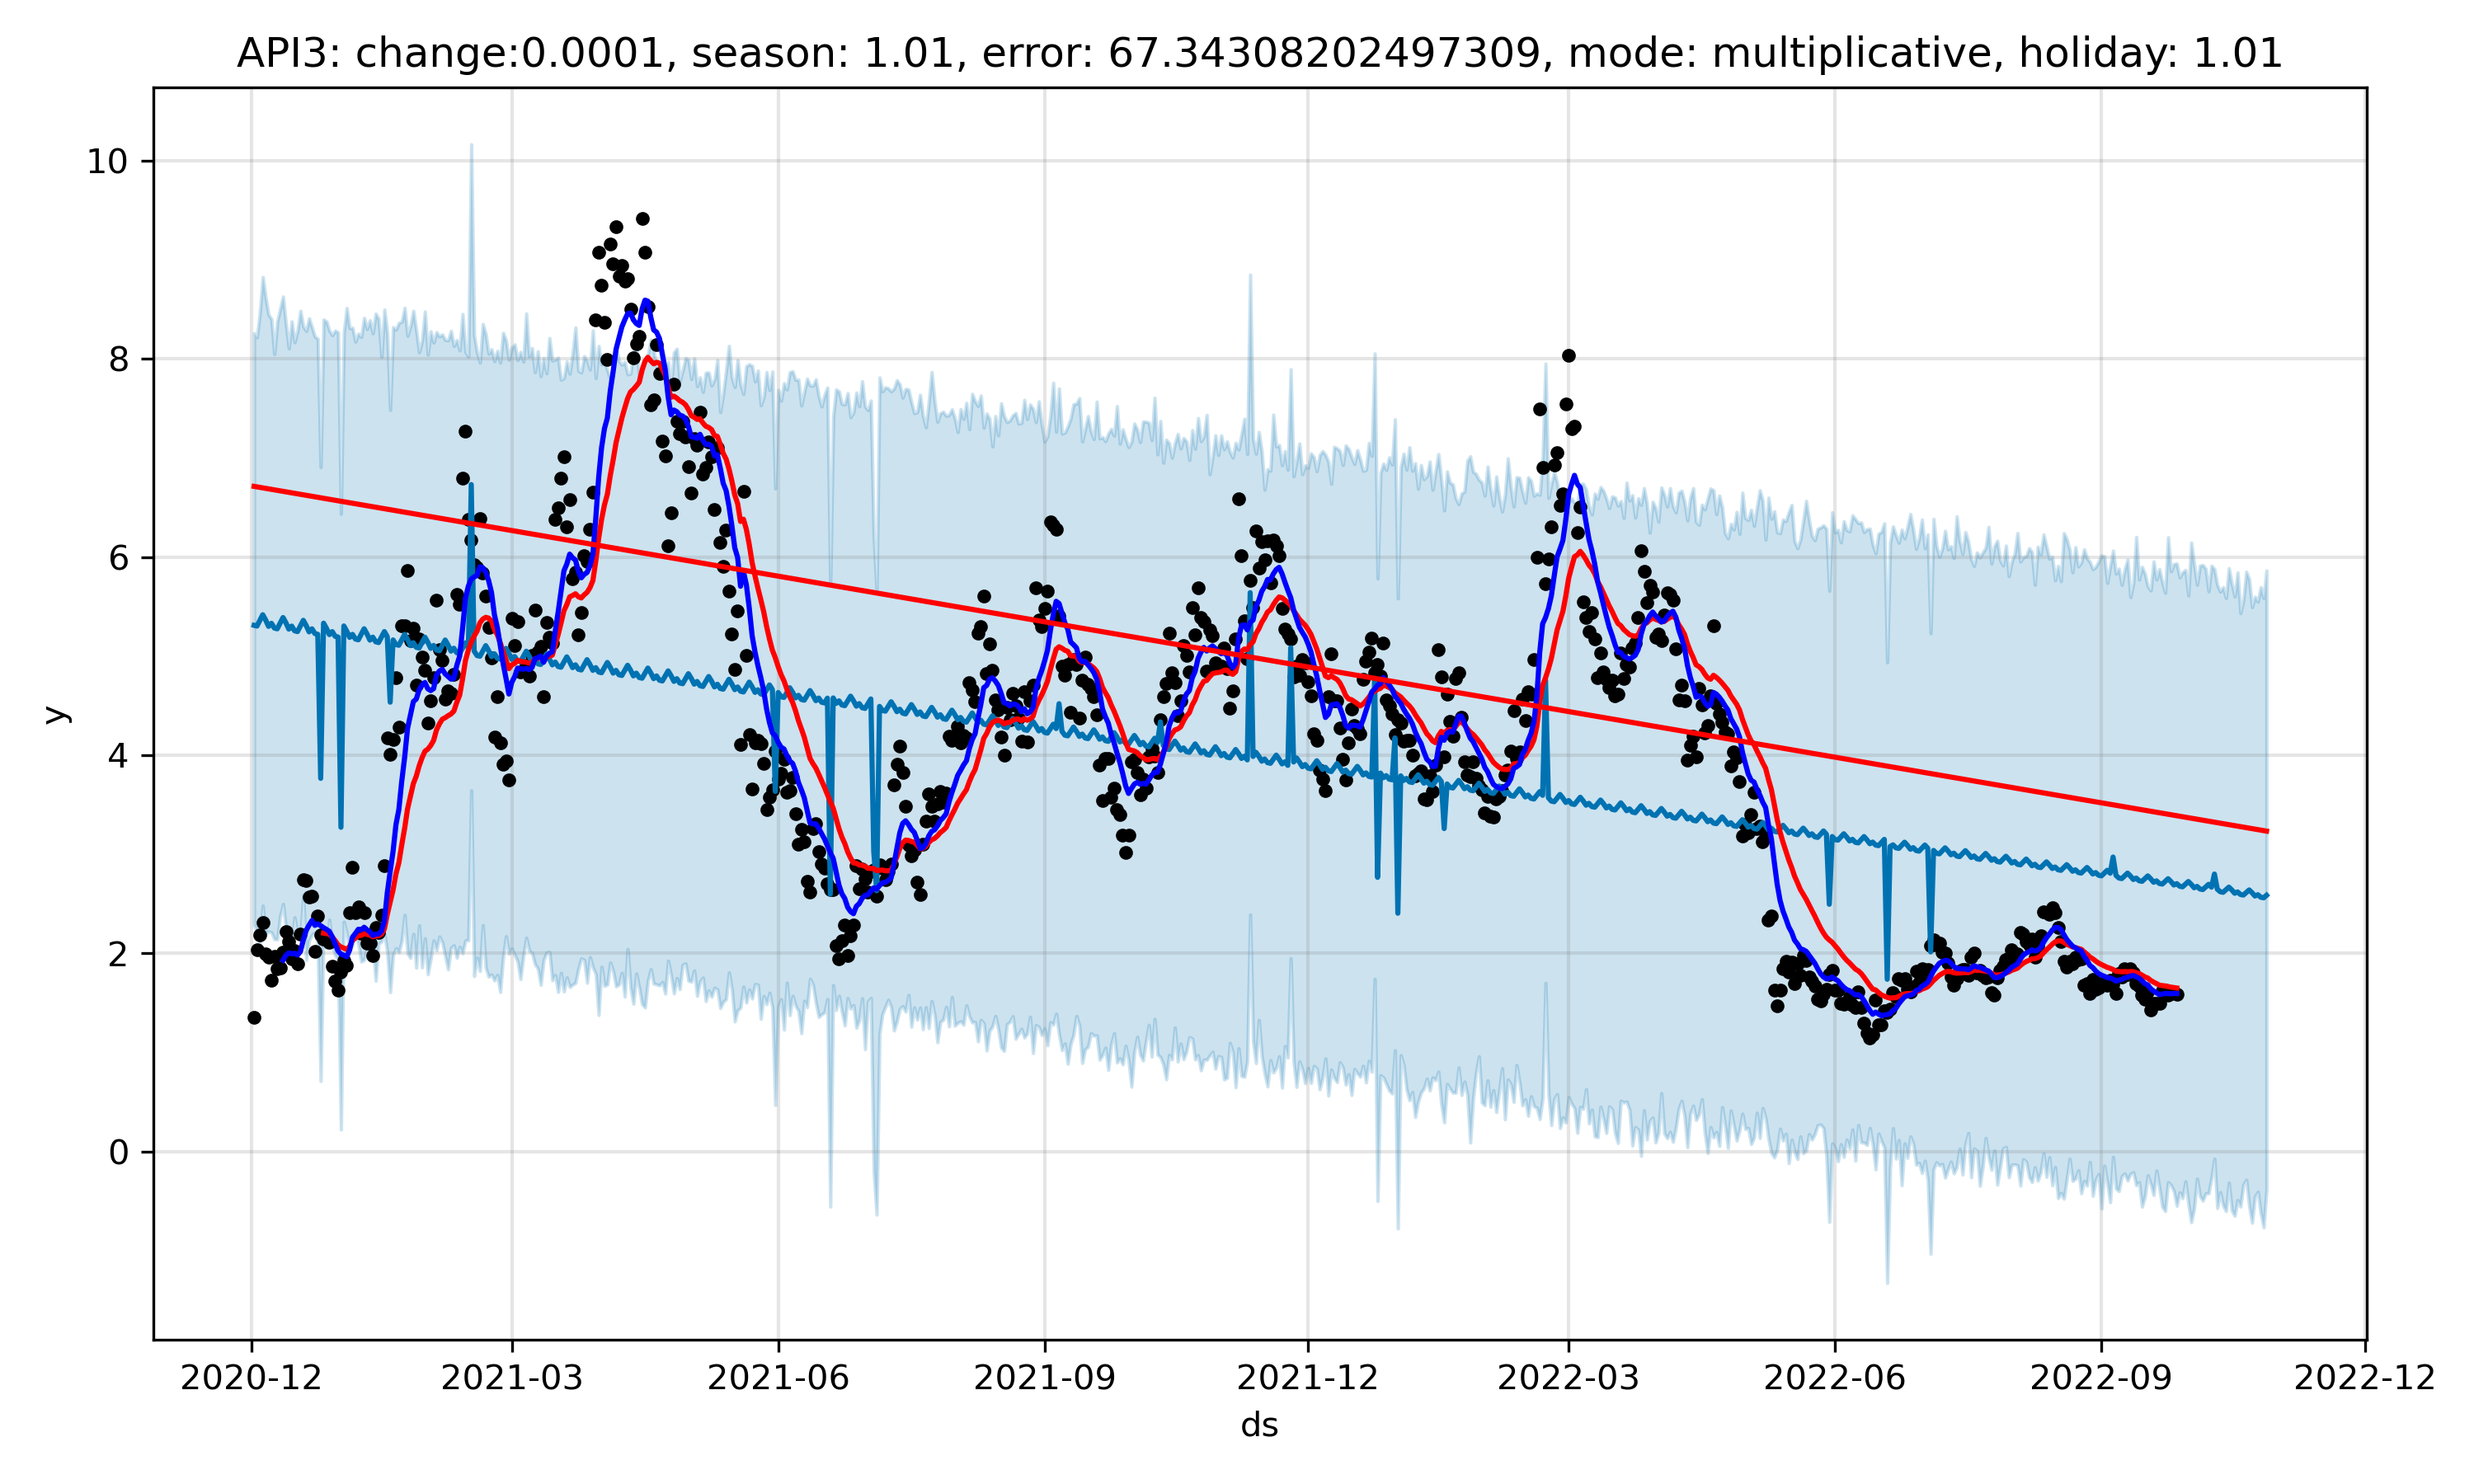 API3: change:0.0001, season: 1.01, error: 67.34308202497309, mode: multiplicative, holiday: 1.01
10
8
6
4
2
0
y
2020-12 2021-03 2021-06 2021-09 2021-12 2022-03 2022-06 2022-09 2022-12
ds